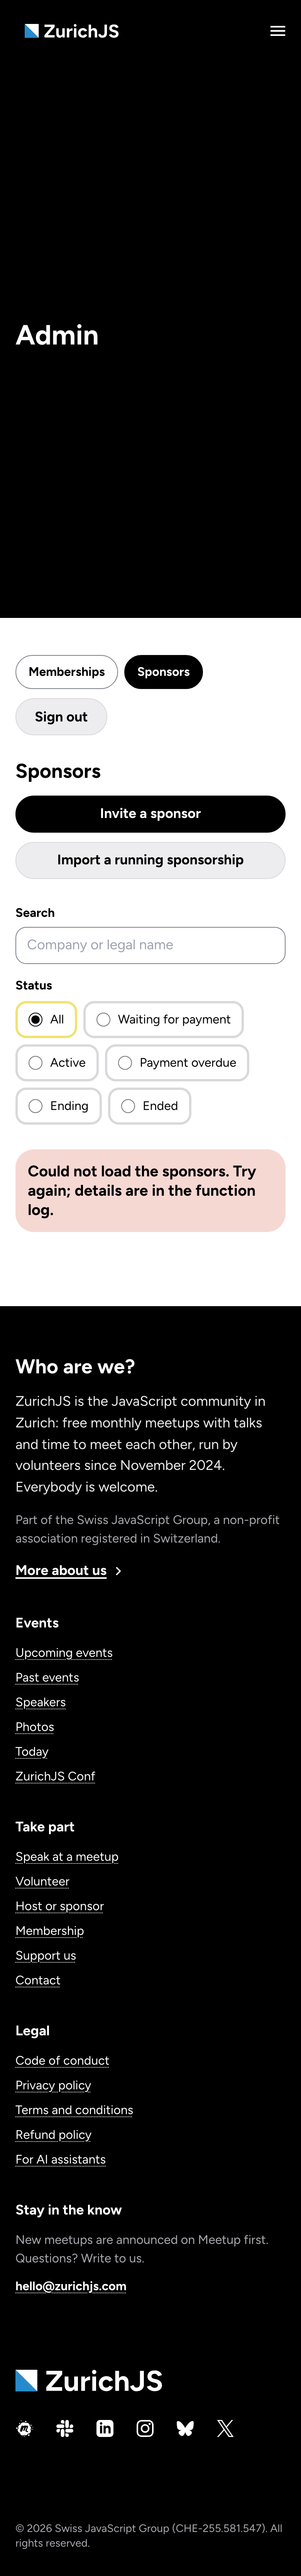 ZurichJS
Admin
Memberships
Sponsors
Sign out
Sponsors
Invite a sponsor
Import a running sponsorship
Search
Company or legal name
Status
All
Waiting for payment
Active
Payment overdue
Ending
Ended
Could not load the sponsors. Try
again; details are in the function
log.
Who are we?
ZurichJS is the JavaScript community in
Zurich: free monthly meetups with talks
and time to meet each other, run by
volunteers since November 2024.
Everybody is welcome.
Part of the Swiss JavaScript Group, a non-profit
association registered in Switzerland.
More about us
Events
Upcoming events
Past events
Speakers
Photos
Today
ZurichJS Conf
Take part
Speak at a meetup
Volunteer
Host or sponsor
Membership
Support us
Contact
Legal
Code of conduct
Privacy policy
Terms and conditions
Refund policy
For AI assistants
Stay in the know
New meetups are announced on Meetup first.
Questions? Write to us.
hello@zurichjs.com
ZurichJS
© 2026 Swiss JavaScript Group (CHE-255.581.547). All
rights reserved.